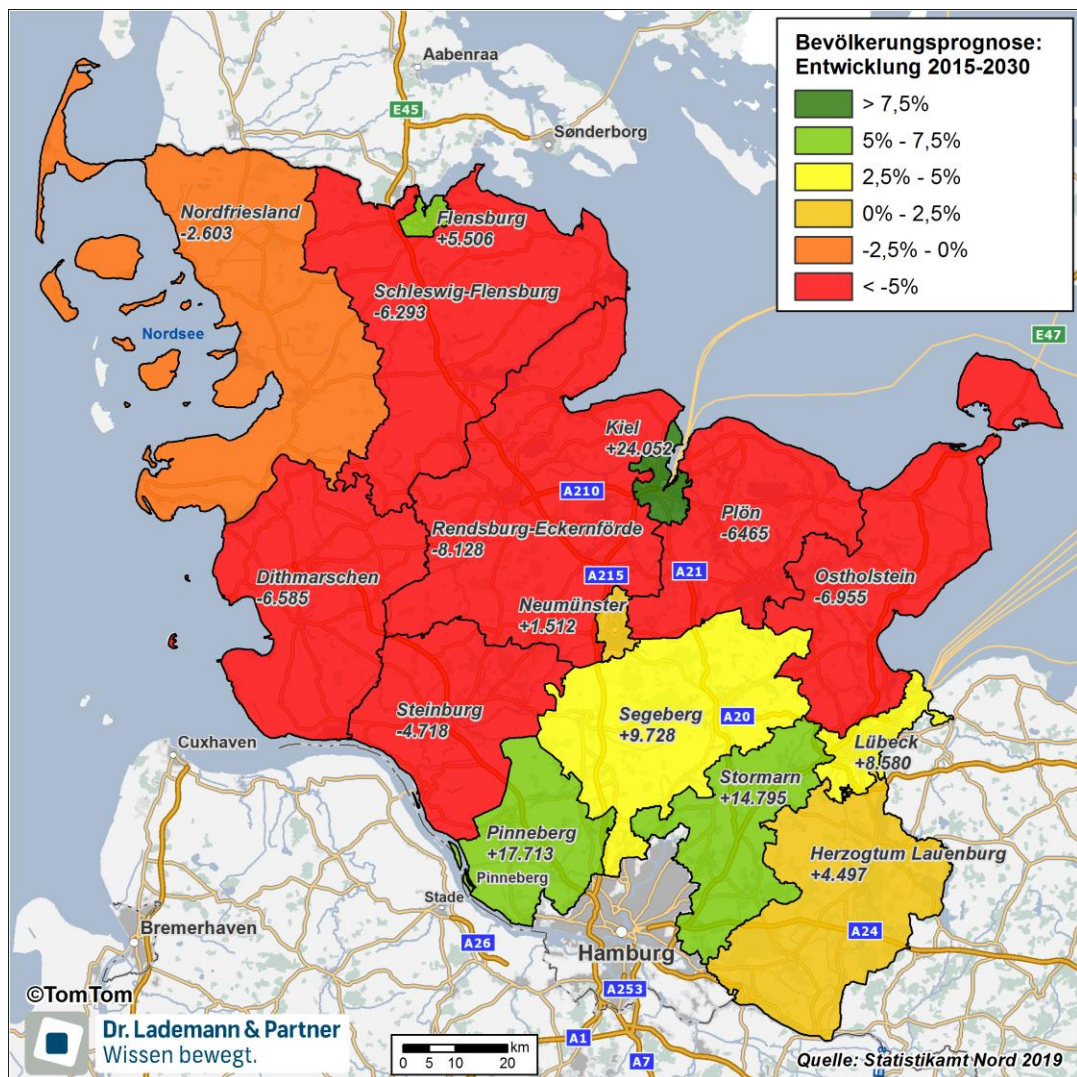 Bevölkerungsprognose:
Entwicklung 2015-2030
> 7,5%
5% - 7,5%
2,5% - 5%
0% - 2,5%
-2,5% - 0%
< -5%
Aabenraa
E45
Sønderborg
Nordfriesland
-2.603
Flensburg
+5.506
Schleswig-Flensburg
-6.293
Nordsee
E47
Kiel
+24.052
A210
Rendsburg-Eckernförde
-8.128
Plön
-6465
Dithmarschen
-6.585
A215
A21
Ostholstein
-6.955
Neumünster
+1.512
Steinburg
-4.718
Segeberg
+9.728
A20
Cuxhaven
Lübeck
+8.580
Stormarn
+14.795
Pinneberg
+17.713
Pinneberg
Herzogtum Lauenburg
+4.497
Stade
Bremerhaven
A26
Hamburg
A24
A253
©TomTom
Dr. Lademann & Partner
Wissen bewegt.
km
0 5 10 20
A1
A7
Quelle: Statistikamt Nord 2019